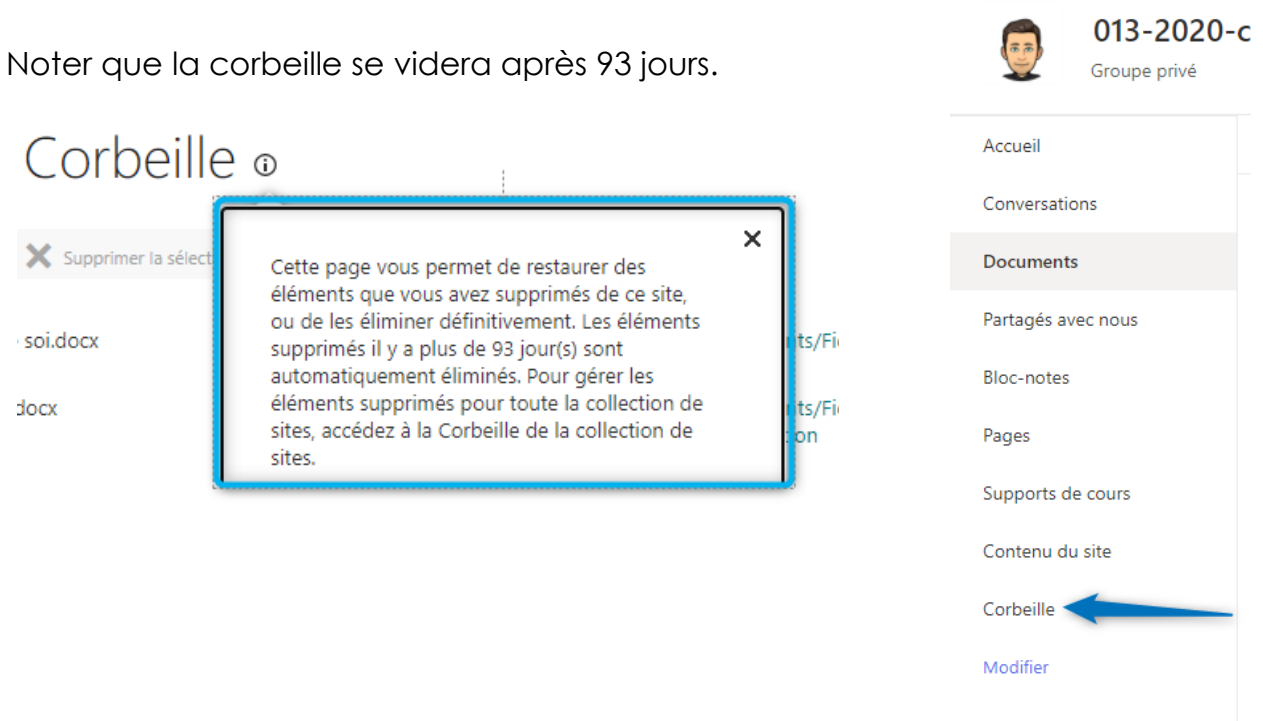 Noter que la corbeille se videra après 93 jours.
Corbeille
Supprimer la sélect
soi.docx
docx
Cette page vous permet de restaurer des
éléments que vous avez supprimés de ce site,
ou de les éliminer définitivement. Les éléments
supprimés il y a plus de 93 jour(s) sont
automatiquement éliminés. Pour gérer les
éléments supprimés pour toute la collection de
sites, accédez à la Corbeille de la collection de
sites.
ts/Fi
ts/Fi
on
013-2020-c
Groupe privé
Accueil
Conversations
Documents
Partagés avec nous
Bloc-notes
Pages
Supports de cours
Contenu du site
Corbeille
Modifier